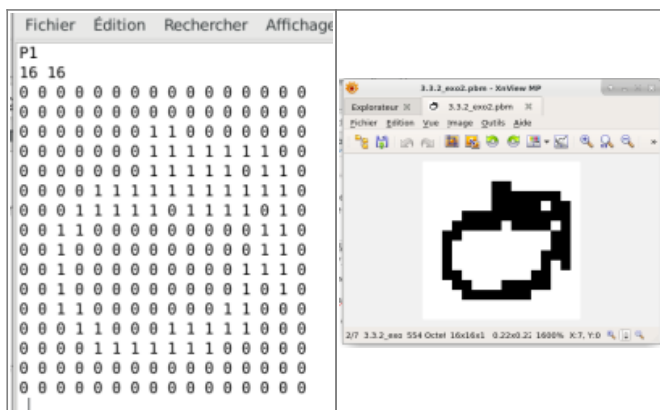 Fichier Édition Rechercher Affichage
P1
16 16
0 0 0 0 0 0 0 0 0 0 0 0 0 0 0 0
0 0 0 0 0 0 0 0 0 0 0 0 0 0 0 0
0 0 0 0 0 0 0 1 1 0 0 0 0 0 0 0
0 0 0 0 0 0 0 1 1 1 1 1 1 1 0 0
0 0 0 0 0 0 0 1 1 1 1 1 0 1 1 0
0 0 0 0 1 1 1 1 1 1 1 1 1 1 1 0
0 0 0 1 1 1 1 1 0 1 1 1 1 0 1 0
0 0 1 1 0 0 0 0 0 0 0 0 0 1 1 0
0 0 1 0 0 0 0 0 0 0 0 0 0 1 1 0
0 0 1 0 0 0 0 0 0 0 0 0 1 1 1 0
0 0 1 0 0 0 0 0 0 0 0 0 1 0 1 0
0 0 1 1 0 0 0 0 0 0 0 1 1 0 0 0
0 0 0 1 1 0 0 0 1 1 1 1 1 0 0 0
0 0 0 0 1 1 1 1 1 1 1 0 0 0 0 0
0 0 0 0 0 0 0 0 0 0 0 0 0 0 0 0
0 0 0 0 0 0 0 0 0 0 0 0 0 0 0 0
3.3.2_exo2.pbm - XnView MP
Explorateur 3.3.2_exo2.pbm
Fichier Edition Vue Image Outils Aide
2/7 3.3.2_exo 554 Octet 16x16x1 1600% X:7, Y:0